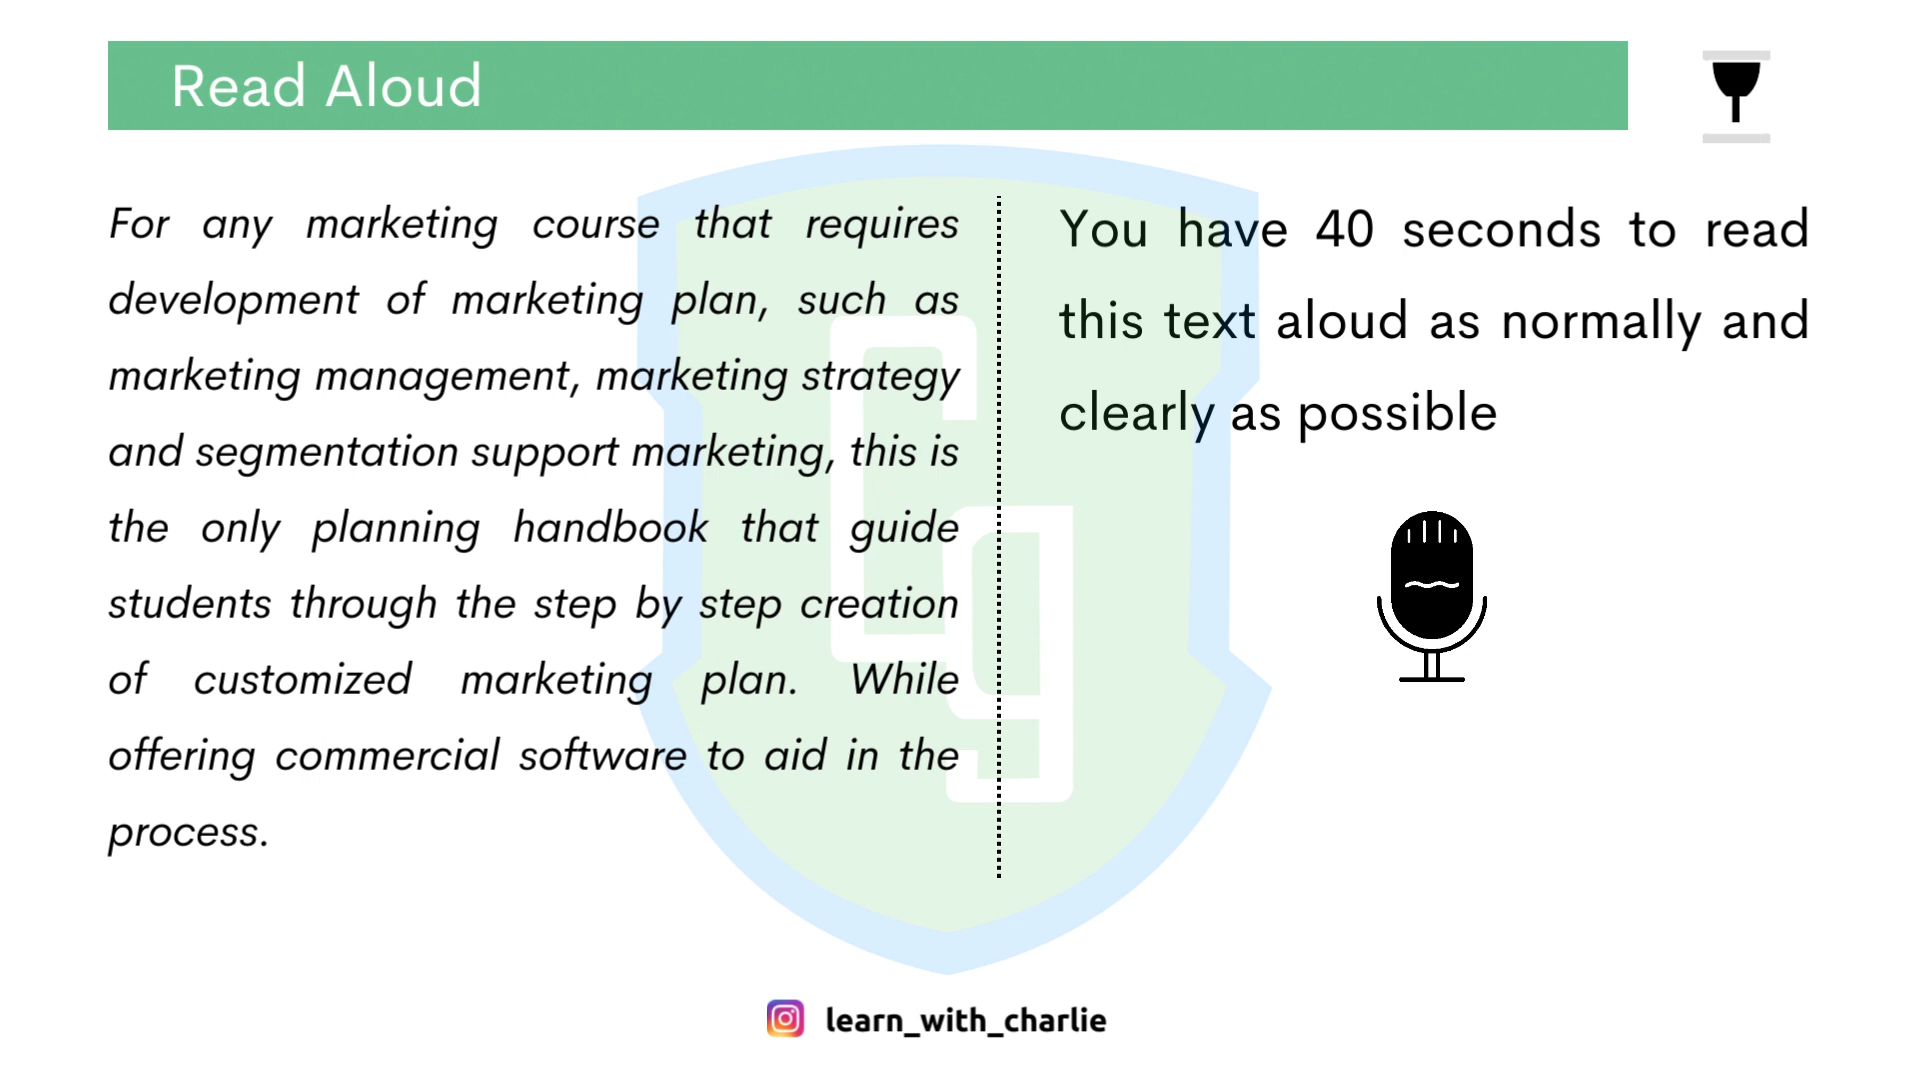 Read Aloud
For any marketing course that requires
development of marketing plan, such as
marketing management, marketing strategy
and segmentation support marketing, this is
the only planning handbook that guide
students through the step by step creation
of customized marketing plan. While
offering commercial software to aid in the
process.
You have 40 seconds to read
this text aloud as normally and
clearly as possible
Cg
learn_with_charlie